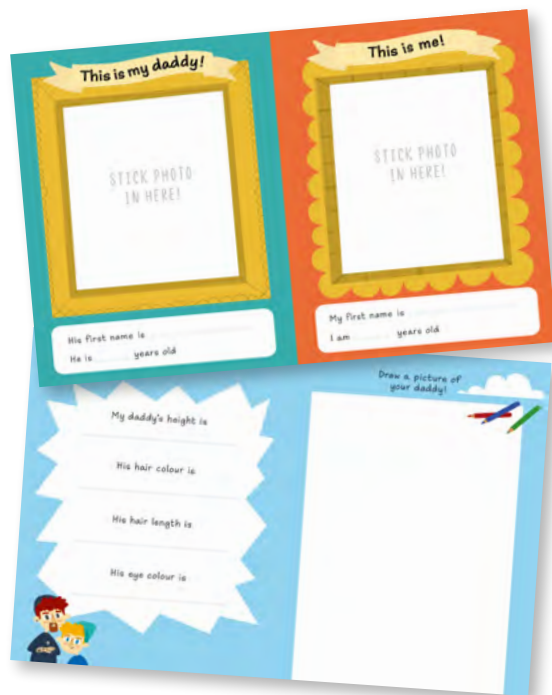 This is my daddy!
STICK PHOTO
IN HERE!
His first name is
He is years old
This is me!
STICK PHOTO
IN HERE!
My first name is
I am years old
My daddy's height is
His hair colour is
His hair length is
His eye colour is
Draw a picture of
your daddy!